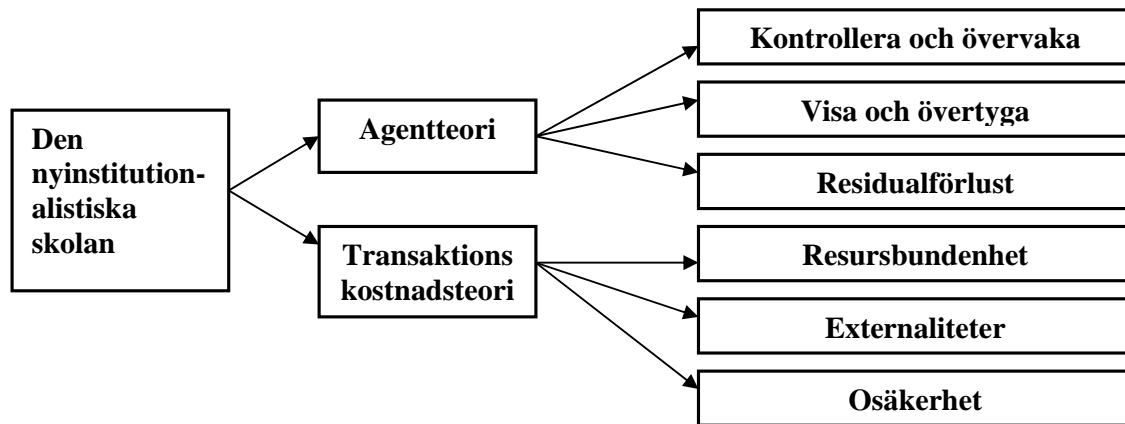 Den
nyinstitution-
alistiska
skolan
Agentteori
Transaktions
kostnadsteori
Kontrollera och övervaka
Visa och övertyga
Residualförlust
Resursbundenhet
Externaliteter
Osäkerhet